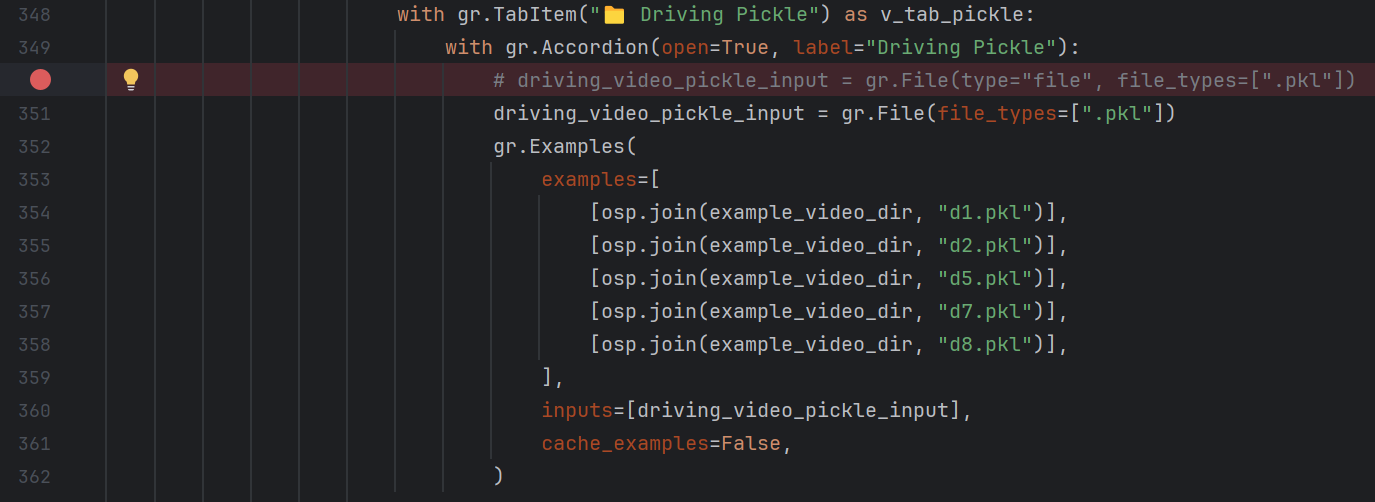 348 with gr.TabItem("📁 Driving Pickle") as v_tab_pickle:
349 with gr.Accordion(open=True, label="Driving Pickle"):
# driving_video_pickle_input = gr.File(type="file", file_types=[".pkl"])
351 driving_video_pickle_input = gr.File(file_types=[".pkl"])
352 gr.Examples(
353 examples=[
354 [osp.join(example_video_dir, "d1.pkl")],
355 [osp.join(example_video_dir, "d2.pkl")],
356 [osp.join(example_video_dir, "d5.pkl")],
357 [osp.join(example_video_dir, "d7.pkl")],
358 [osp.join(example_video_dir, "d8.pkl")],
359 ],
360 inputs=[driving_video_pickle_input],
361 cache_examples=False,
362 )